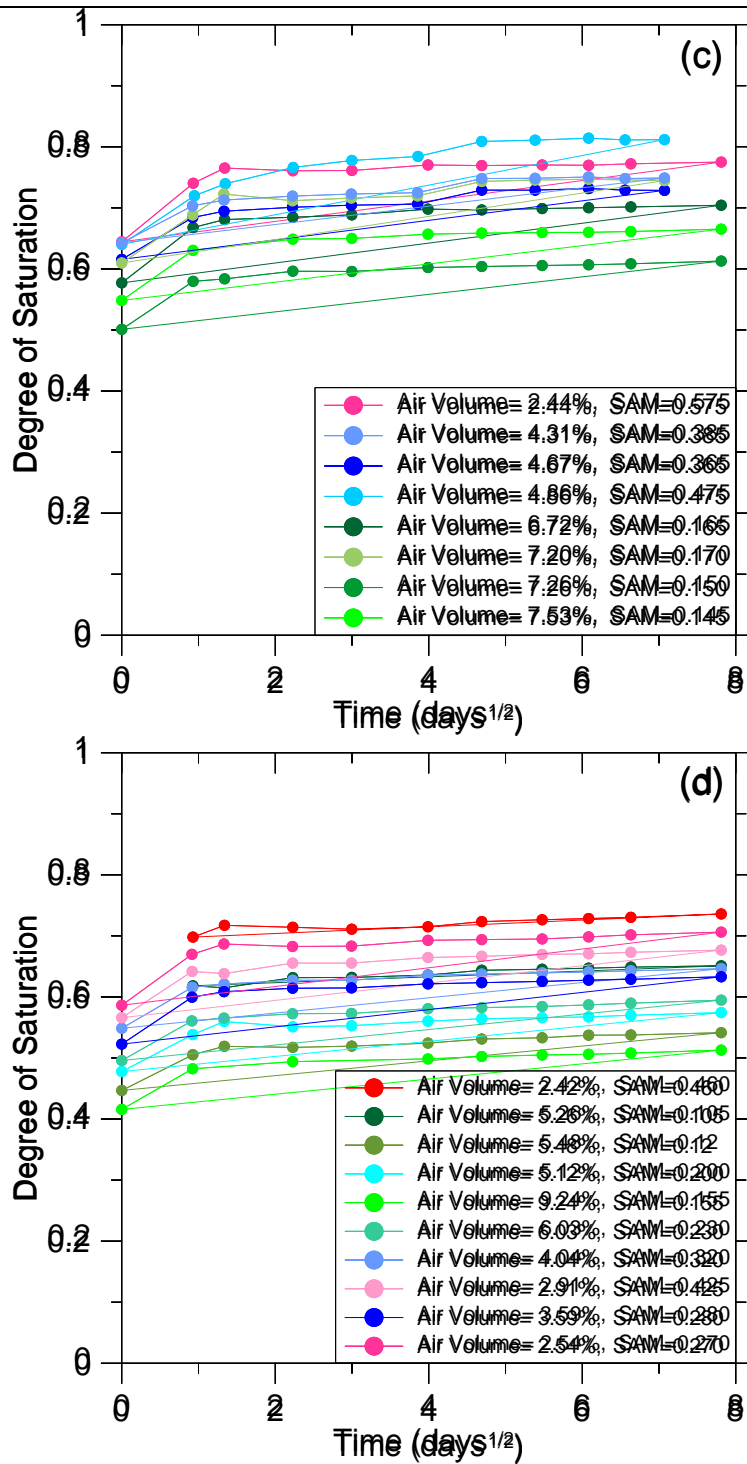 1
(c)
0.8
0.6
0.4
0.2
0
Degree of Saturation
Air Volume= 2.44%, SAM=0.575
Air Volume= 4.31%, SAM=0.385
Air Volume= 4.67%, SAM=0.365
Air Volume= 4.86%, SAM=0.475
Air Volume= 6.72%, SAM=0.165
Air Volume= 7.20%, SAM=0.170
Air Volume= 7.26%, SAM=0.150
Air Volume= 7.53%, SAM=0.145
0 2 4 6 8
Time (days1/2)
1
(d)
0.8
0.6
0.4
0.2
0
Degree of Saturation
Air Volume= 2.42%, SAM=0.460
Air Volume= 5.26%, SAM=0.105
Air Volume= 5.48%, SAM=0.12
Air Volume= 5.12%, SAM=0.200
Air Volume= 9.24%, SAM=0.155
Air Volume= 6.03%, SAM=0.230
Air Volume= 4.04%, SAM=0.320
Air Volume= 2.91%, SAM=0.425
Air Volume= 3.59%, SAM=0.280
Air Volume= 2.54%, SAM=0.270
0 2 4 6 8
Time (days1/2)